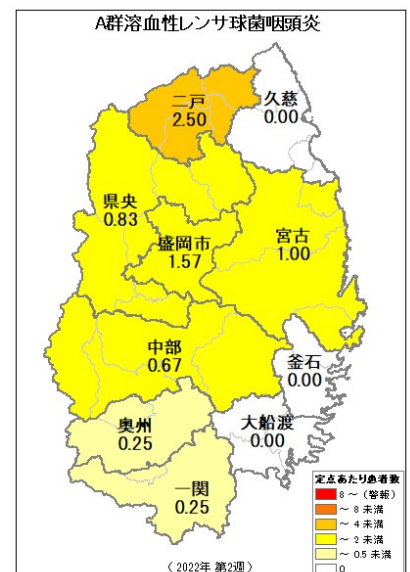 A群溶血性レンサ球菌咽頭炎
二戸
2.50
久慈
0.00
県央
0.83
盛岡市
1.57
宮古
1.00
中部
0.67
釜石
0.00
奥州
0.25
大船渡
0.00
一関
0.25
定点あたり患者数
8 ～ (警報)
～ 8 未満
～ 4 未満
～ 2 未満
～ 0.5 未満
0
( 2022年 第2週 )